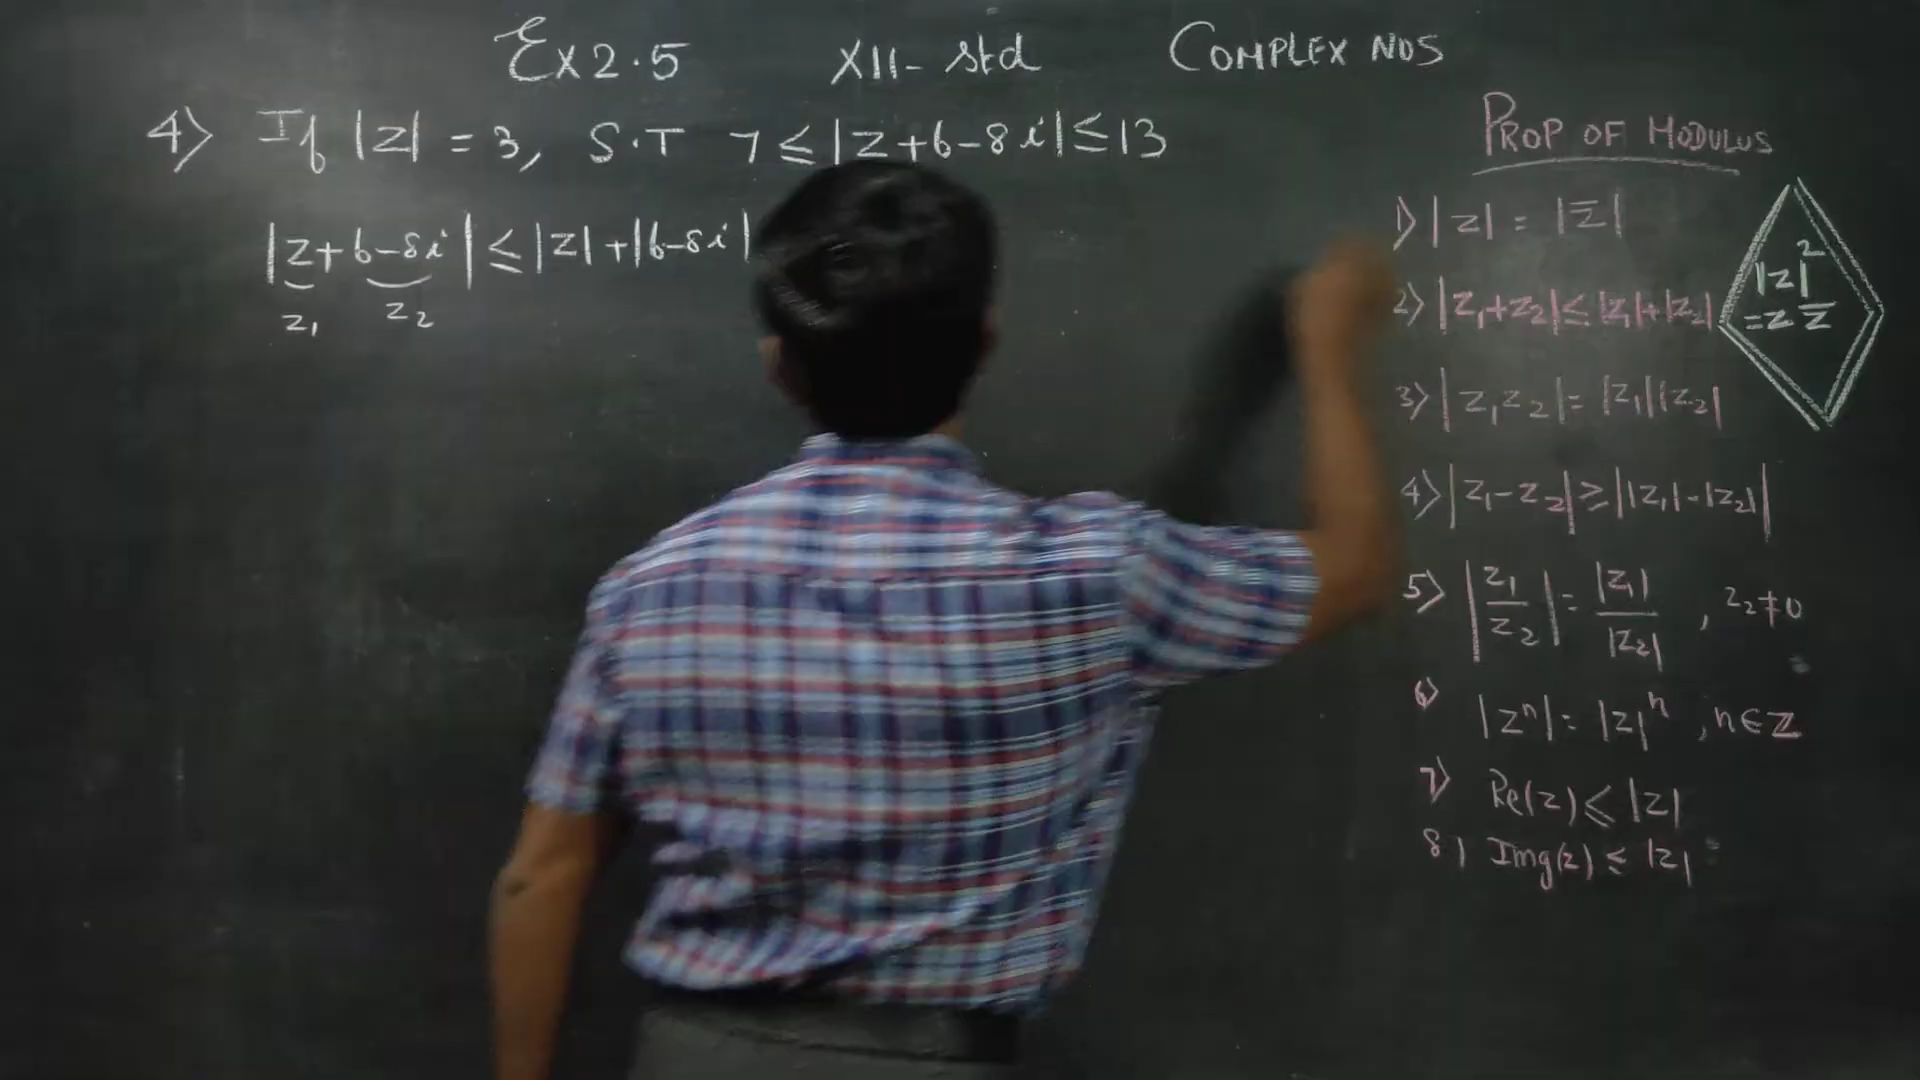 Ex 2.5 XII-std COMPLEX NOS
4) If |z| = 3, S.T 7 ≤ |z+6-8i| ≤ 13
|z+6-8i| ≤ |z|+|6-8i|
z₁ z₂
PROP OF MODULUS
1) |z| = |z̅|
2) |z₁+z₂| ≤ |z₁|+|z₂|
3) |z₁z₂| = |z₁||z₂|
4) |z₁-z₂| ≥ ||z₁|-|z₂||
5) |z₁/z₂| = |z₁|/|z₂| , z₂≠0
6) |zⁿ| = |z|ⁿ , n∈Z
7) Re(z) ≤ |z|
8) Img(z) ≤ |z|
|z|²
=z z̅